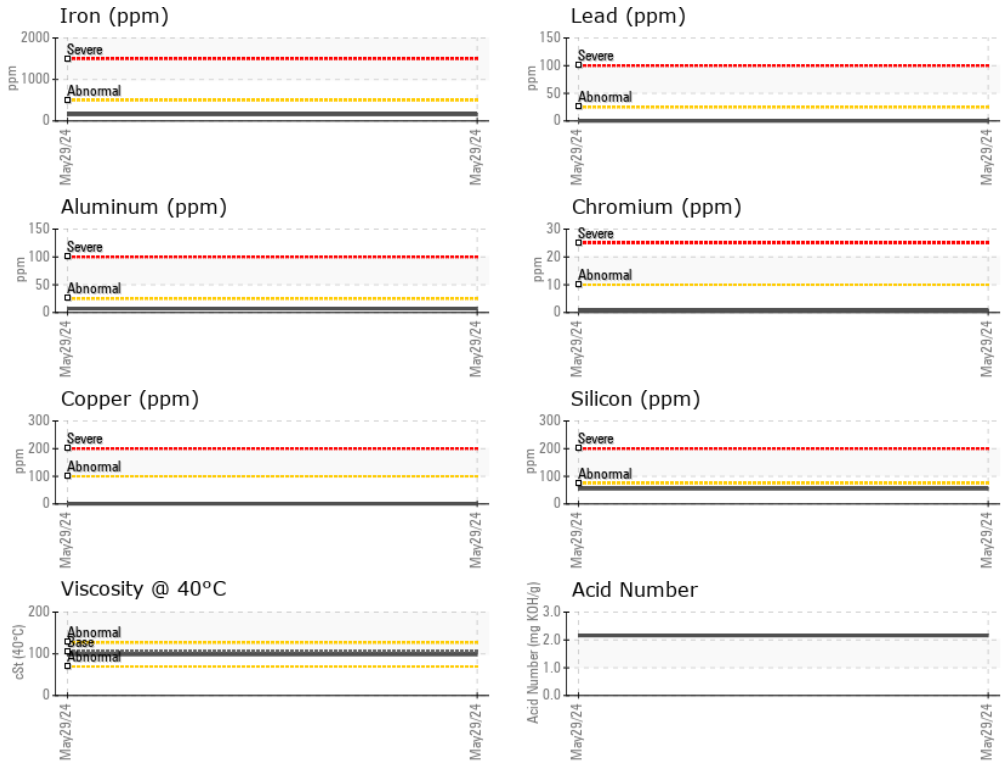 Iron (ppm)
2000
1000
0
ppm
Severe
Abnormal
May29/24
May29/24
Lead (ppm)
150
100
50
0
ppm
Severe
Abnormal
May29/24
May29/24
Aluminum (ppm)
150
100
50
0
ppm
Severe
Abnormal
May29/24
May29/24
Chromium (ppm)
30
20
10
0
ppm
Severe
Abnormal
May29/24
May29/24
Copper (ppm)
300
200
100
0
ppm
Severe
Abnormal
May29/24
May29/24
Silicon (ppm)
300
200
100
0
ppm
Severe
Abnormal
May29/24
May29/24
Viscosity @ 40°C
200
100
0
cSt (40°C)
Abnormal
Base
Abnormal
May29/24
May29/24
Acid Number
3.0
2.0
1.0
0.0
Acid Number (mg KOH/g)
May29/24
May29/24